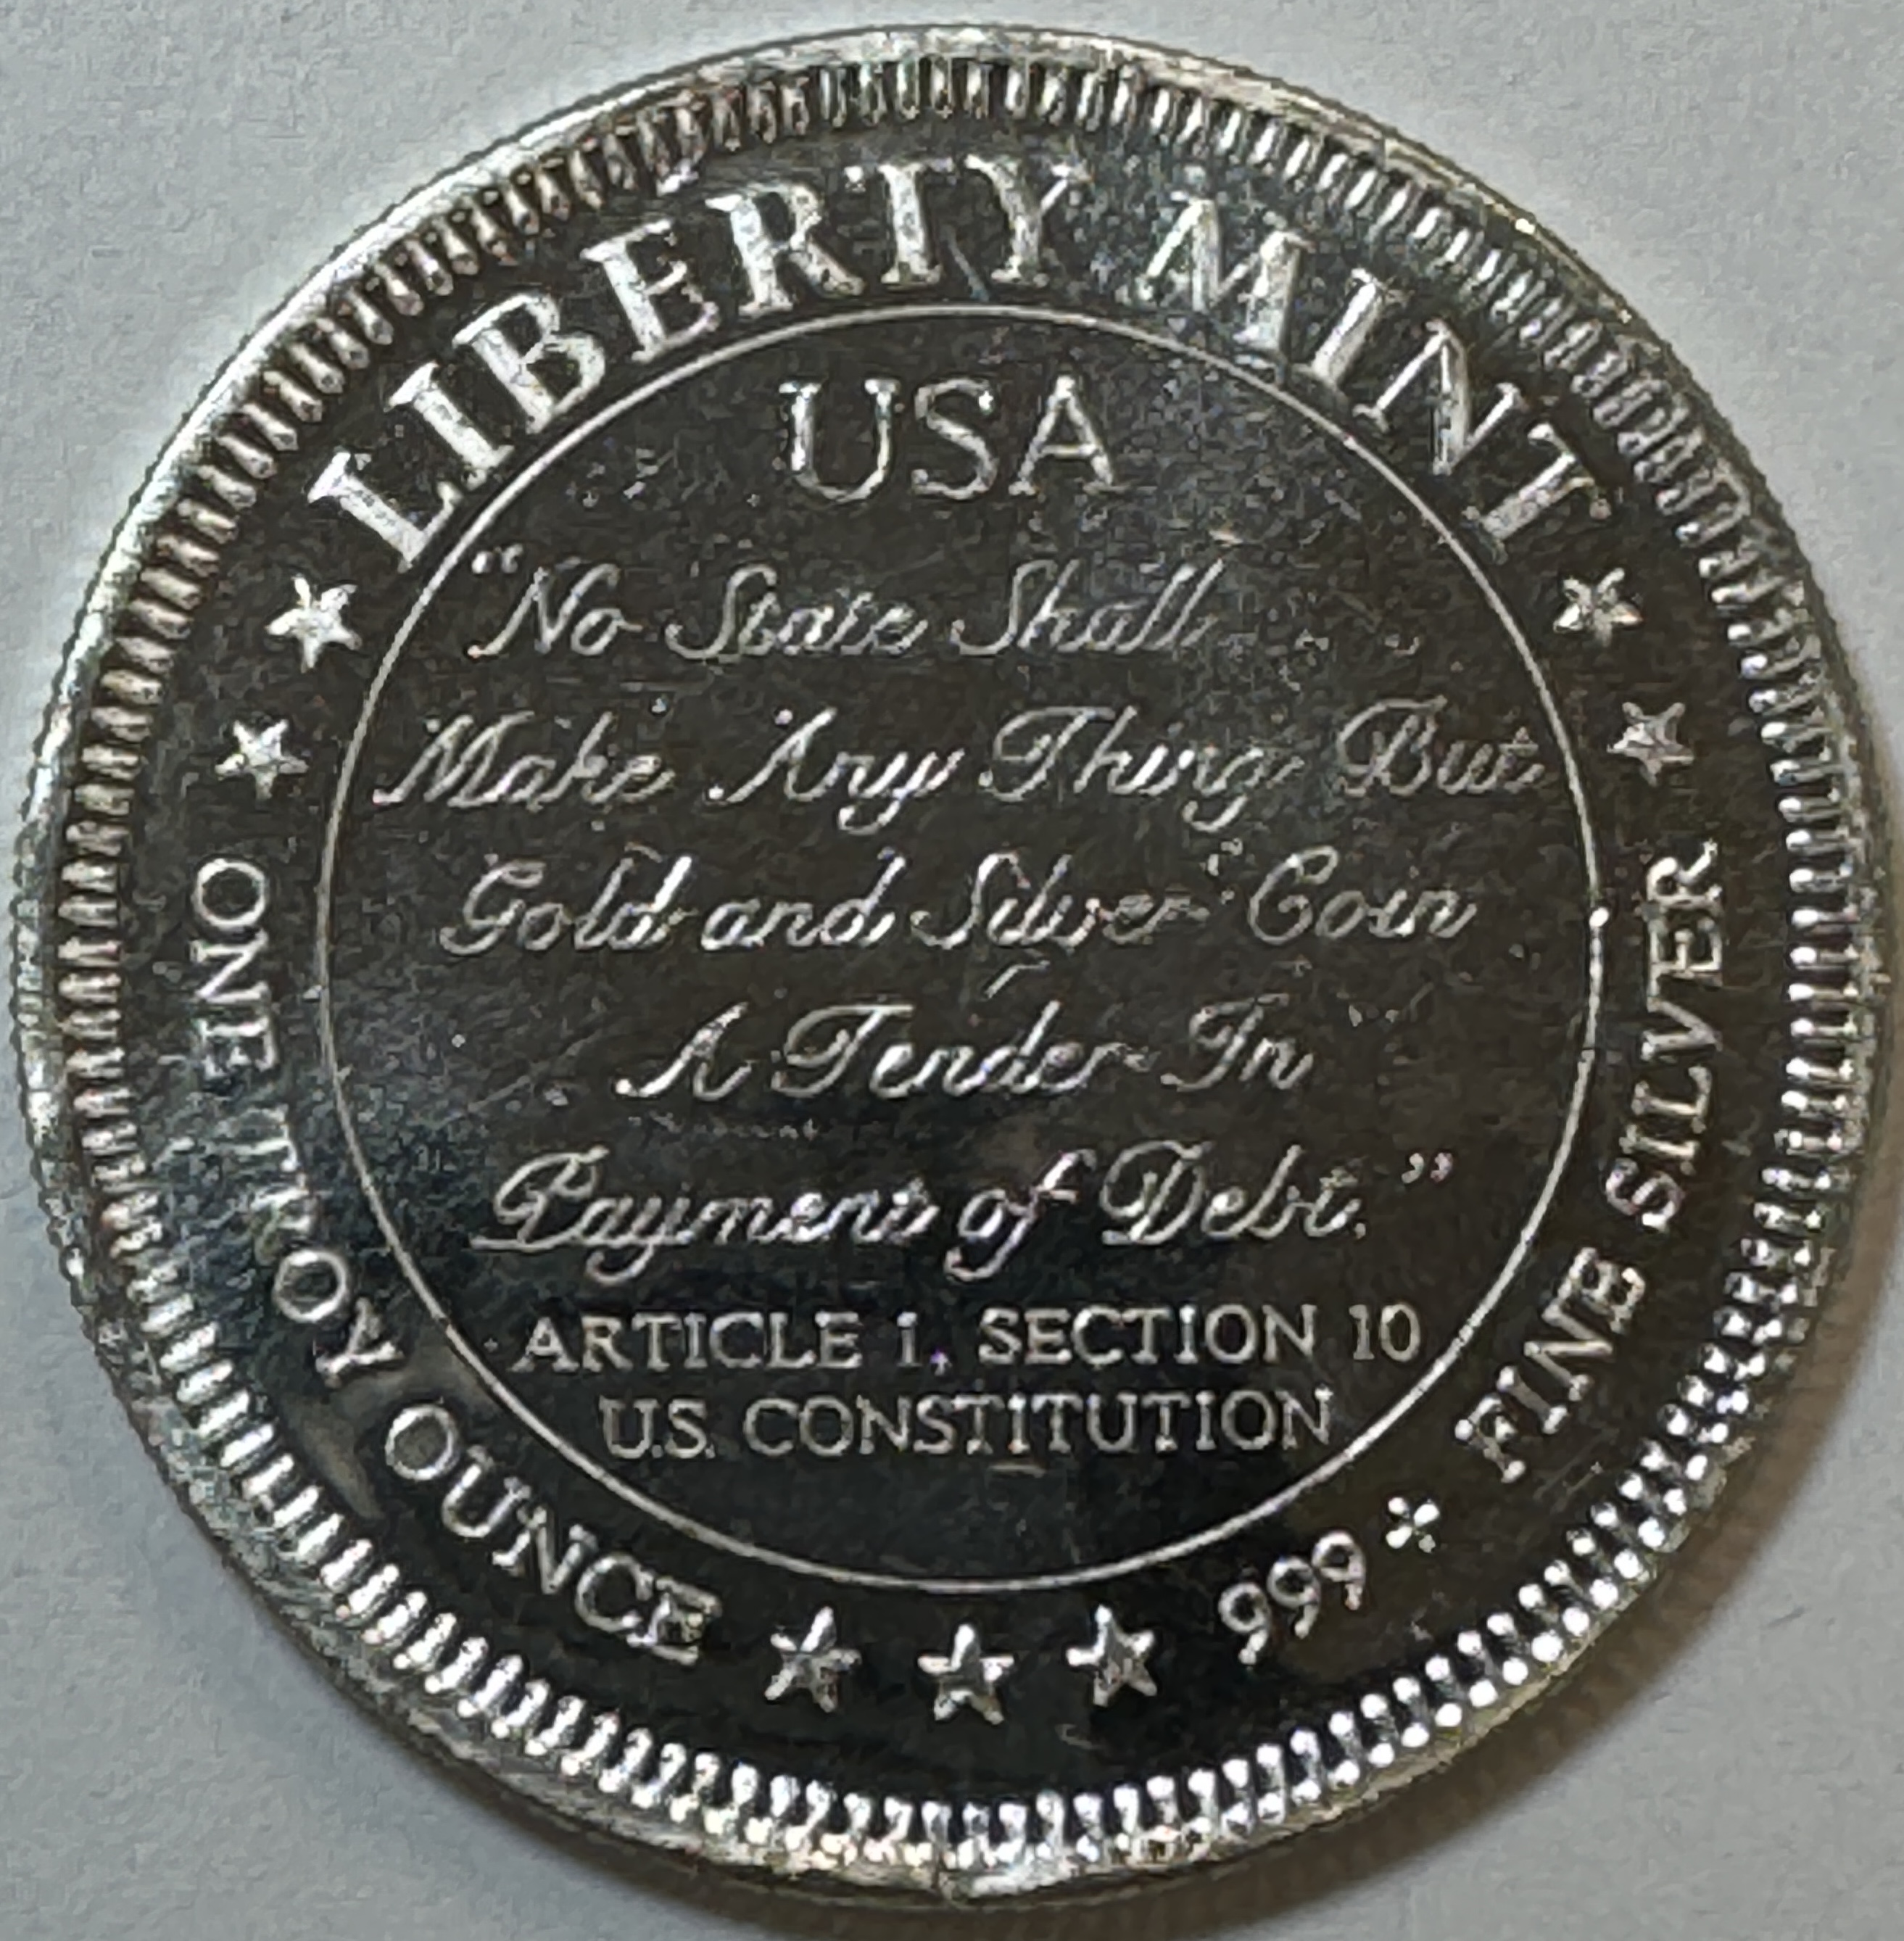 LIBERTY MINT
USA
"No State Shall
Make Any Thing But
Gold and Silver Coin
A Tender In
Payment of Debt."
ARTICLE 1, SECTION 10
U.S. CONSTITUTION
ONE TROY OUNCE
999+ FINE SILVER